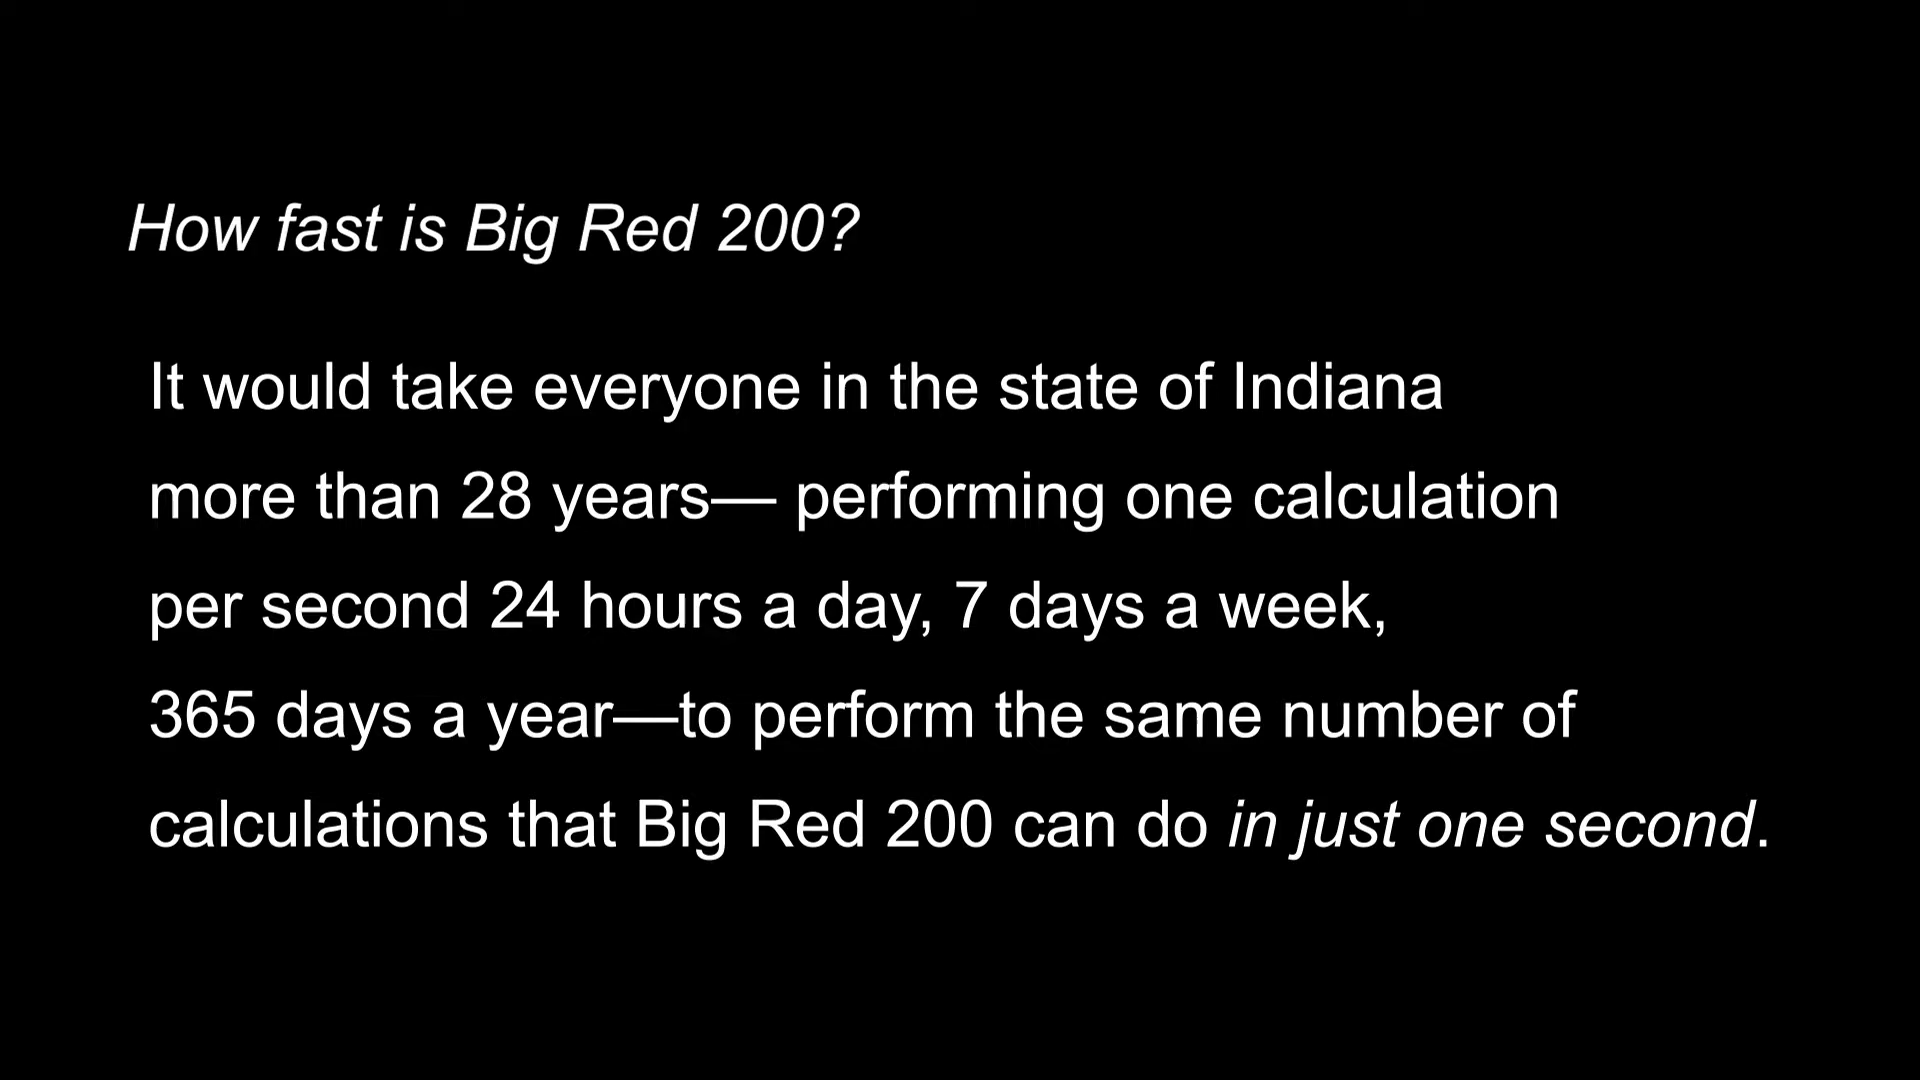 How fast is Big Red 200?
It would take everyone in the state of Indiana
more than 28 years— performing one calculation
per second 24 hours a day, 7 days a week,
365 days a year—to perform the same number of
calculations that Big Red 200 can do in just one second.